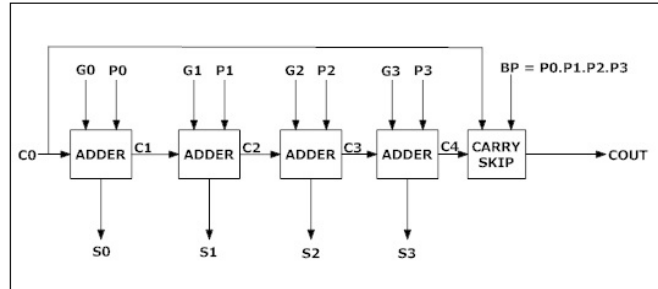 BP = P0.P1.P2.P3
G0 P0 G1 P1 G2 P2 G3 P3
C0 ADDER C1 ADDER C2 ADDER C3 ADDER C4 CARRY SKIP COUT
S0 S1 S2 S3